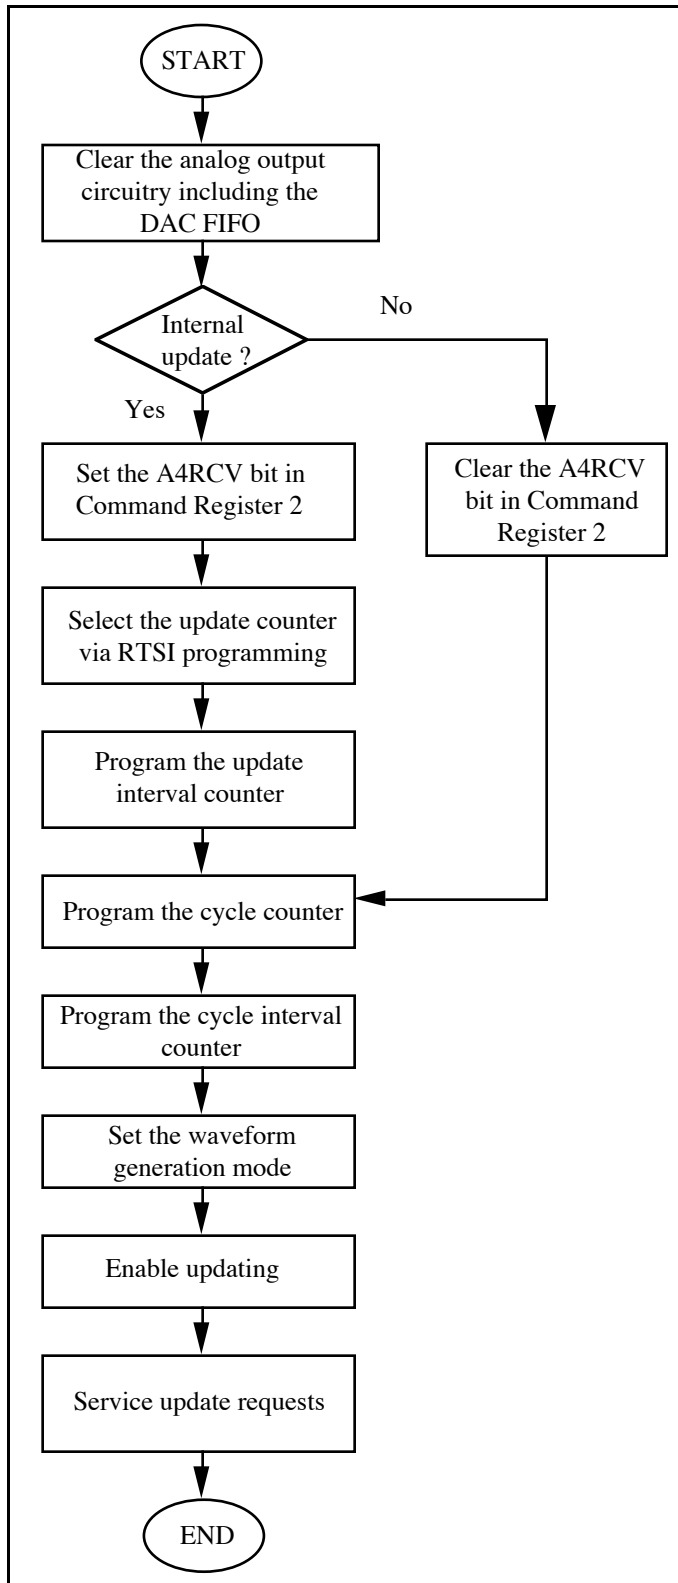 START
Clear the analog output
circuitry including the
DAC FIFO
Internal
update ?
No
Yes
Set the A4RCV bit in
Command Register 2
Clear the A4RCV
bit in Command
Register 2
Select the update counter
via RTSI programming
Program the update
interval counter
Program the cycle counter
Program the cycle interval
counter
Set the waveform
generation mode
Enable updating
Service update requests
END